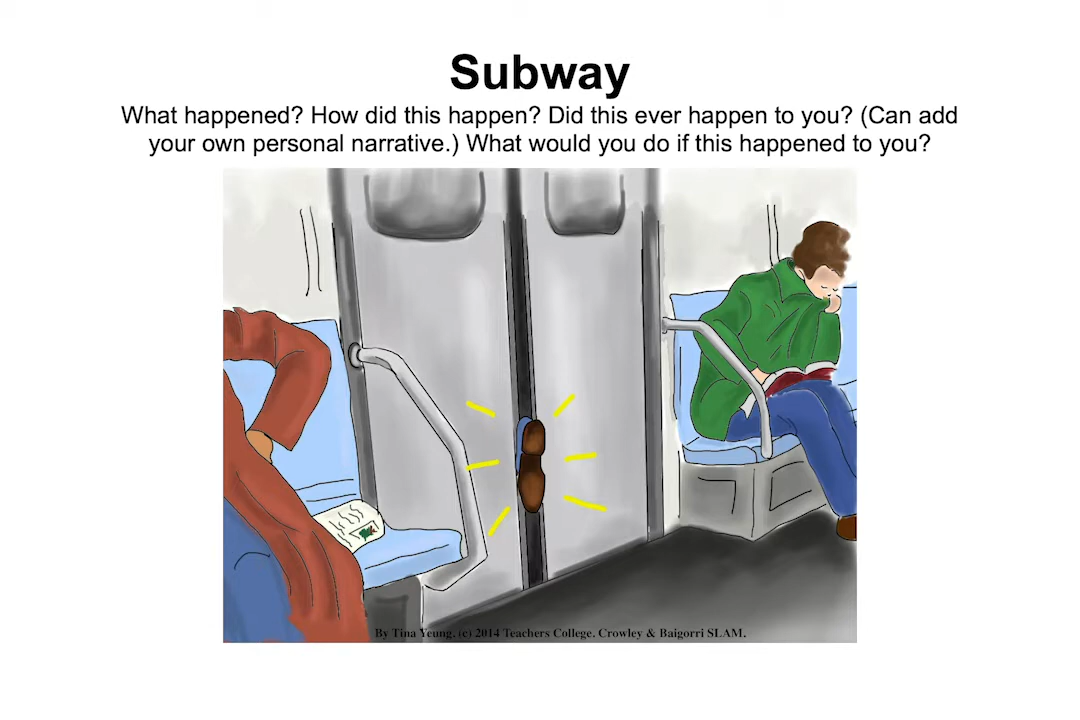 Subway
What happened? How did this happen? Did this ever happen to you? (Can add
your own personal narrative.) What would you do if this happened to you?
By Tina Yeung. (c) 2014 Teachers College. Crowley & Baigorri SLAM.